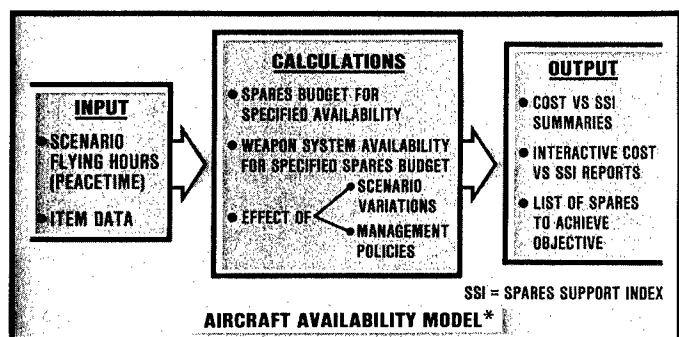 INPUT
SCENARIO
FLYING HOURS
(PEACETIME)
ITEM DATA
CALCULATIONS
SPARES BUDGET FOR
SPECIFIED AVAILABILITY
WEAPON SYSTEM AVAILABILITY
FOR SPECIFIED SPARES BUDGET
EFFECT OF
SCENARIO
VARIATIONS
MANAGEMENT
POLICIES
OUTPUT
COST VS SSI
SUMMARIES
INTERACTIVE COST
VS SSI REPORTS
LIST OF SPARES
TO ACHIEVE
OBJECTIVE
SSI = SPARES SUPPORT INDEX
AIRCRAFT AVAILABILITY MODEL*